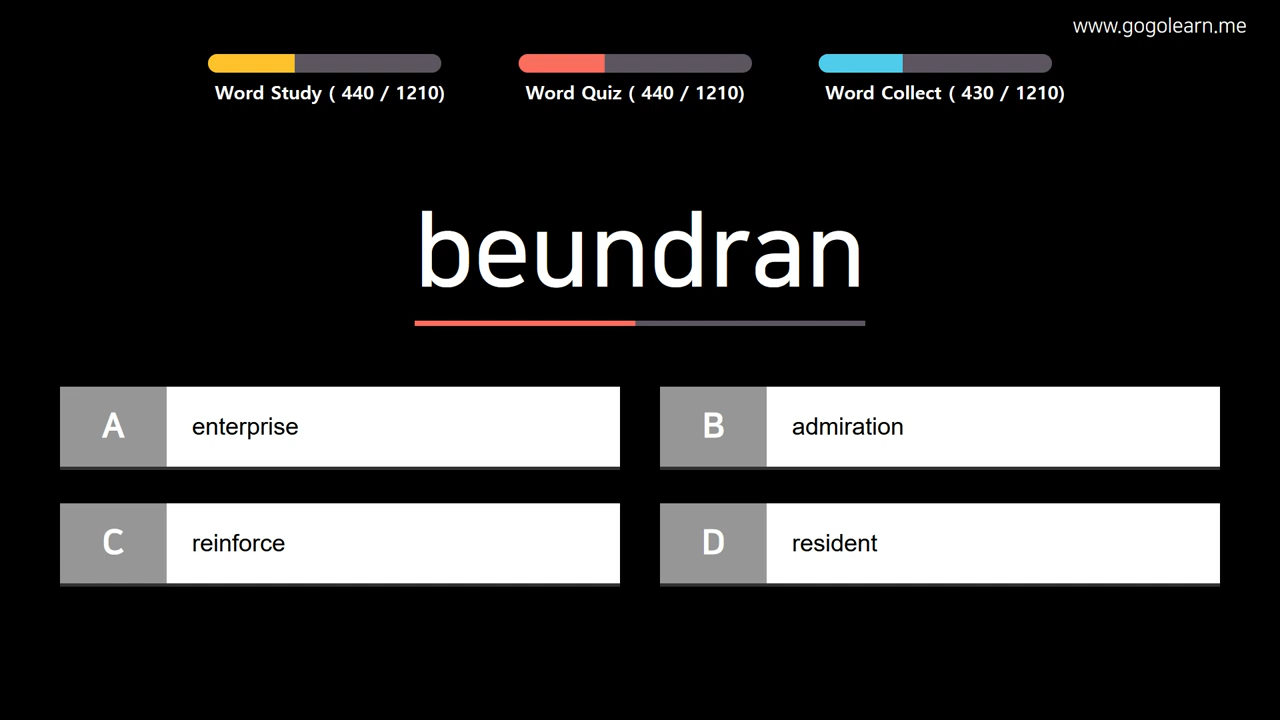 www.gogolearn.me
Word Study ( 440 / 1210)
Word Quiz ( 440 / 1210)
Word Collect ( 430 / 1210)
beundran
A
enterprise
B
admiration
C
reinforce
D
resident